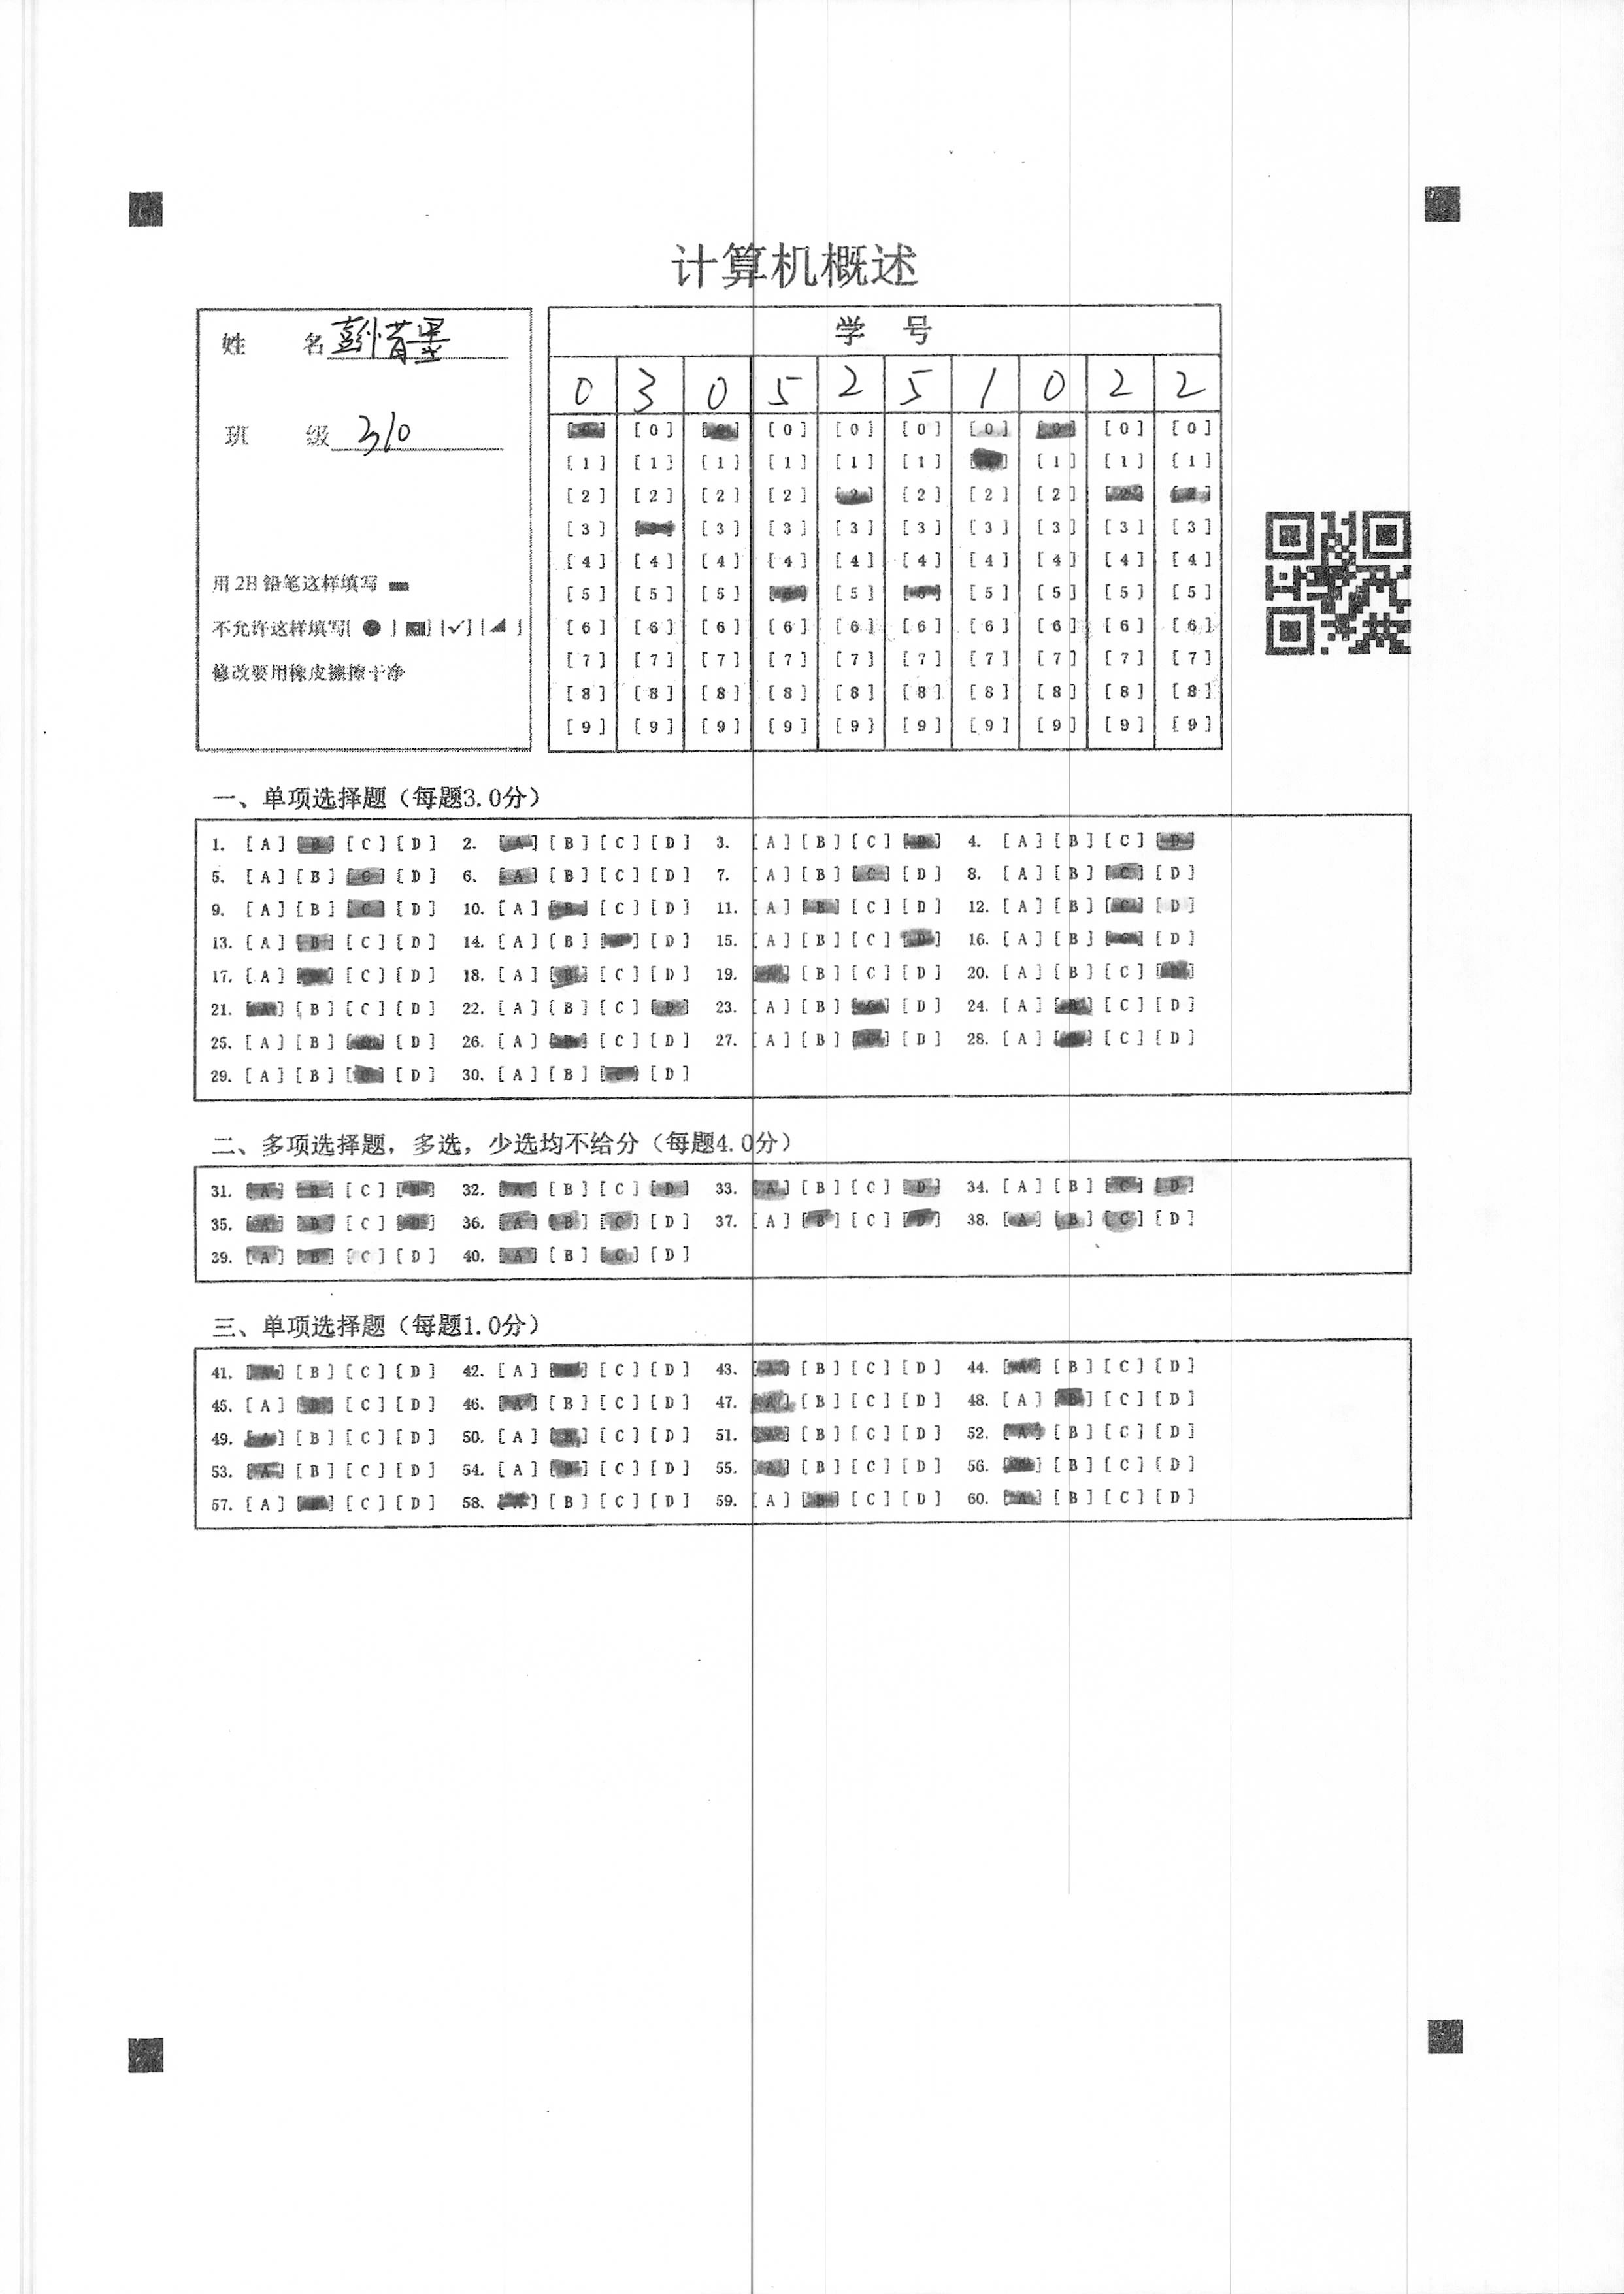 计算机概述
姓 名 彭惜墨
班 级 310
用 2B 铅笔这样填写
不允许这样填写[ ● ] [ ] [✓] [ ]
修改要用橡皮擦擦干净
学 号
0 3 0 5 2 5 1 0 2 2
[0] [0] [0] [0] [0] [0] [0] [0] [0] [0]
[1] [1] [1] [1] [1] [1] [1] [1] [1] [1]
[2] [2] [2] [2] [2] [2] [2] [2] [2] [2]
[3] [3] [3] [3] [3] [3] [3] [3] [3] [3]
[4] [4] [4] [4] [4] [4] [4] [4] [4] [4]
[5] [5] [5] [5] [5] [5] [5] [5] [5] [5]
[6] [6] [6] [6] [6] [6] [6] [6] [6] [6]
[7] [7] [7] [7] [7] [7] [7] [7] [7] [7]
[8] [8] [8] [8] [8] [8] [8] [8] [8] [8]
[9] [9] [9] [9] [9] [9] [9] [9] [9] [9]
一、单项选择题（每题3.0分）
1. [A] [B] [C] [D] 2. [A] [B] [C] [D] 3. [A] [B] [C] [D] 4. [A] [B] [C] [D]
5. [A] [B] [C] [D] 6. [A] [B] [C] [D] 7. [A] [B] [C] [D] 8. [A] [B] [C] [D]
9. [A] [B] [C] [D] 10. [A] [B] [C] [D] 11. [A] [B] [C] [D] 12. [A] [B] [C] [D]
13. [A] [B] [C] [D] 14. [A] [B] [C] [D] 15. [A] [B] [C] [D] 16. [A] [B] [C] [D]
17. [A] [B] [C] [D] 18. [A] [B] [C] [D] 19. [A] [B] [C] [D] 20. [A] [B] [C] [D]
21. [A] [B] [C] [D] 22. [A] [B] [C] [D] 23. [A] [B] [C] [D] 24. [A] [B] [C] [D]
25. [A] [B] [C] [D] 26. [A] [B] [C] [D] 27. [A] [B] [C] [D] 28. [A] [B] [C] [D]
29. [A] [B] [C] [D] 30. [A] [B] [C] [D]
二、多项选择题，多选，少选均不给分（每题4.0分）
31. [A] [B] [C] [D] 32. [A] [B] [C] [D] 33. [A] [B] [C] [D] 34. [A] [B] [C] [D]
35. [A] [B] [C] [D] 36. [A] [B] [C] [D] 37. [A] [B] [C] [D] 38. [A] [B] [C] [D]
39. [A] [B] [C] [D] 40. [A] [B] [C] [D]
三、单项选择题（每题1.0分）
41. [A] [B] [C] [D] 42. [A] [B] [C] [D] 43. [A] [B] [C] [D] 44. [A] [B] [C] [D]
45. [A] [B] [C] [D] 46. [A] [B] [C] [D] 47. [A] [B] [C] [D] 48. [A] [B] [C] [D]
49. [A] [B] [C] [D] 50. [A] [B] [C] [D] 51. [A] [B] [C] [D] 52. [A] [B] [C] [D]
53. [A] [B] [C] [D] 54. [A] [B] [C] [D] 55. [A] [B] [C] [D] 56. [A] [B] [C] [D]
57. [A] [B] [C] [D] 58. [A] [B] [C] [D] 59. [A] [B] [C] [D] 60. [A] [B] [C] [D]